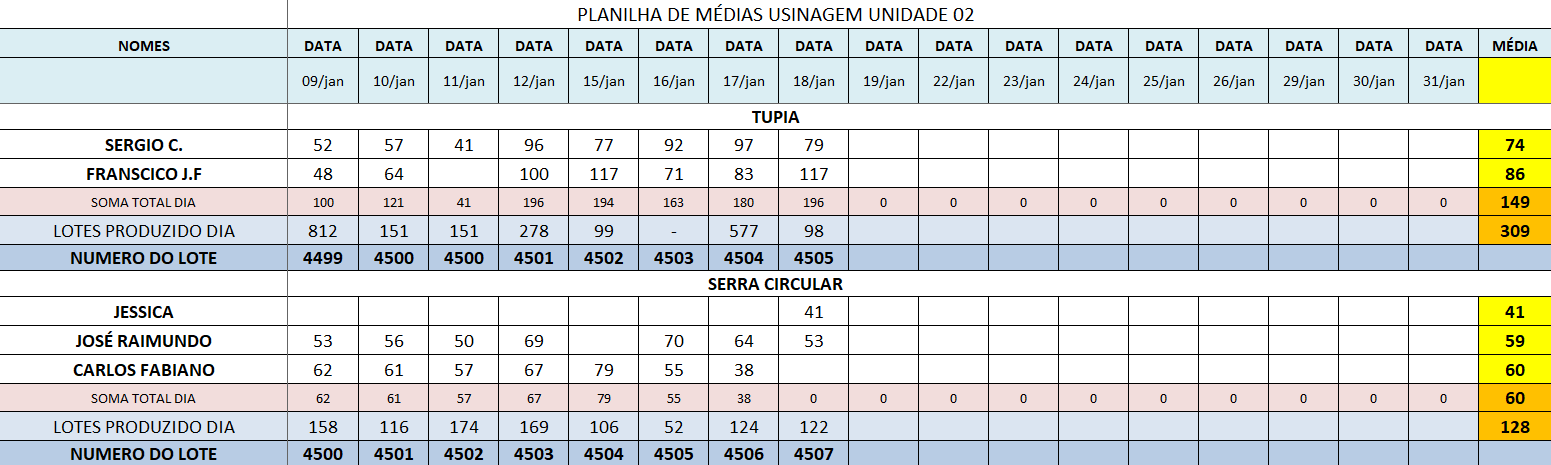 PLANILHA DE MÉDIAS USINAGEM UNIDADE 02
NOMES DATA DATA DATA DATA DATA DATA DATA DATA DATA DATA DATA DATA DATA DATA DATA DATA DATA MÉDIA
09/jan 10/jan 11/jan 12/jan 15/jan 16/jan 17/jan 18/jan 19/jan 22/jan 23/jan 24/jan 25/jan 26/jan 29/jan 30/jan 31/jan
TUPIA
SERGIO C. 52 57 41 96 77 92 97 79 74
FRANSCICO J.F 48 64 100 117 71 83 117 86
SOMA TOTAL DIA 100 121 41 196 194 163 180 196 0 0 0 0 0 0 0 0 0 149
LOTES PRODUZIDO DIA 812 151 151 278 99 - 577 98 309
NUMERO DO LOTE 4499 4500 4500 4501 4502 4503 4504 4505
SERRA CIRCULAR
JESSICA 41 41
JOSÉ RAIMUNDO 53 56 50 69 70 64 53 59
CARLOS FABIANO 62 61 57 67 79 55 38 60
SOMA TOTAL DIA 62 61 57 67 79 55 38 0 0 0 0 0 0 0 0 0 0 60
LOTES PRODUZIDO DIA 158 116 174 169 106 52 124 122 128
NUMERO DO LOTE 4500 4501 4502 4503 4504 4505 4506 4507